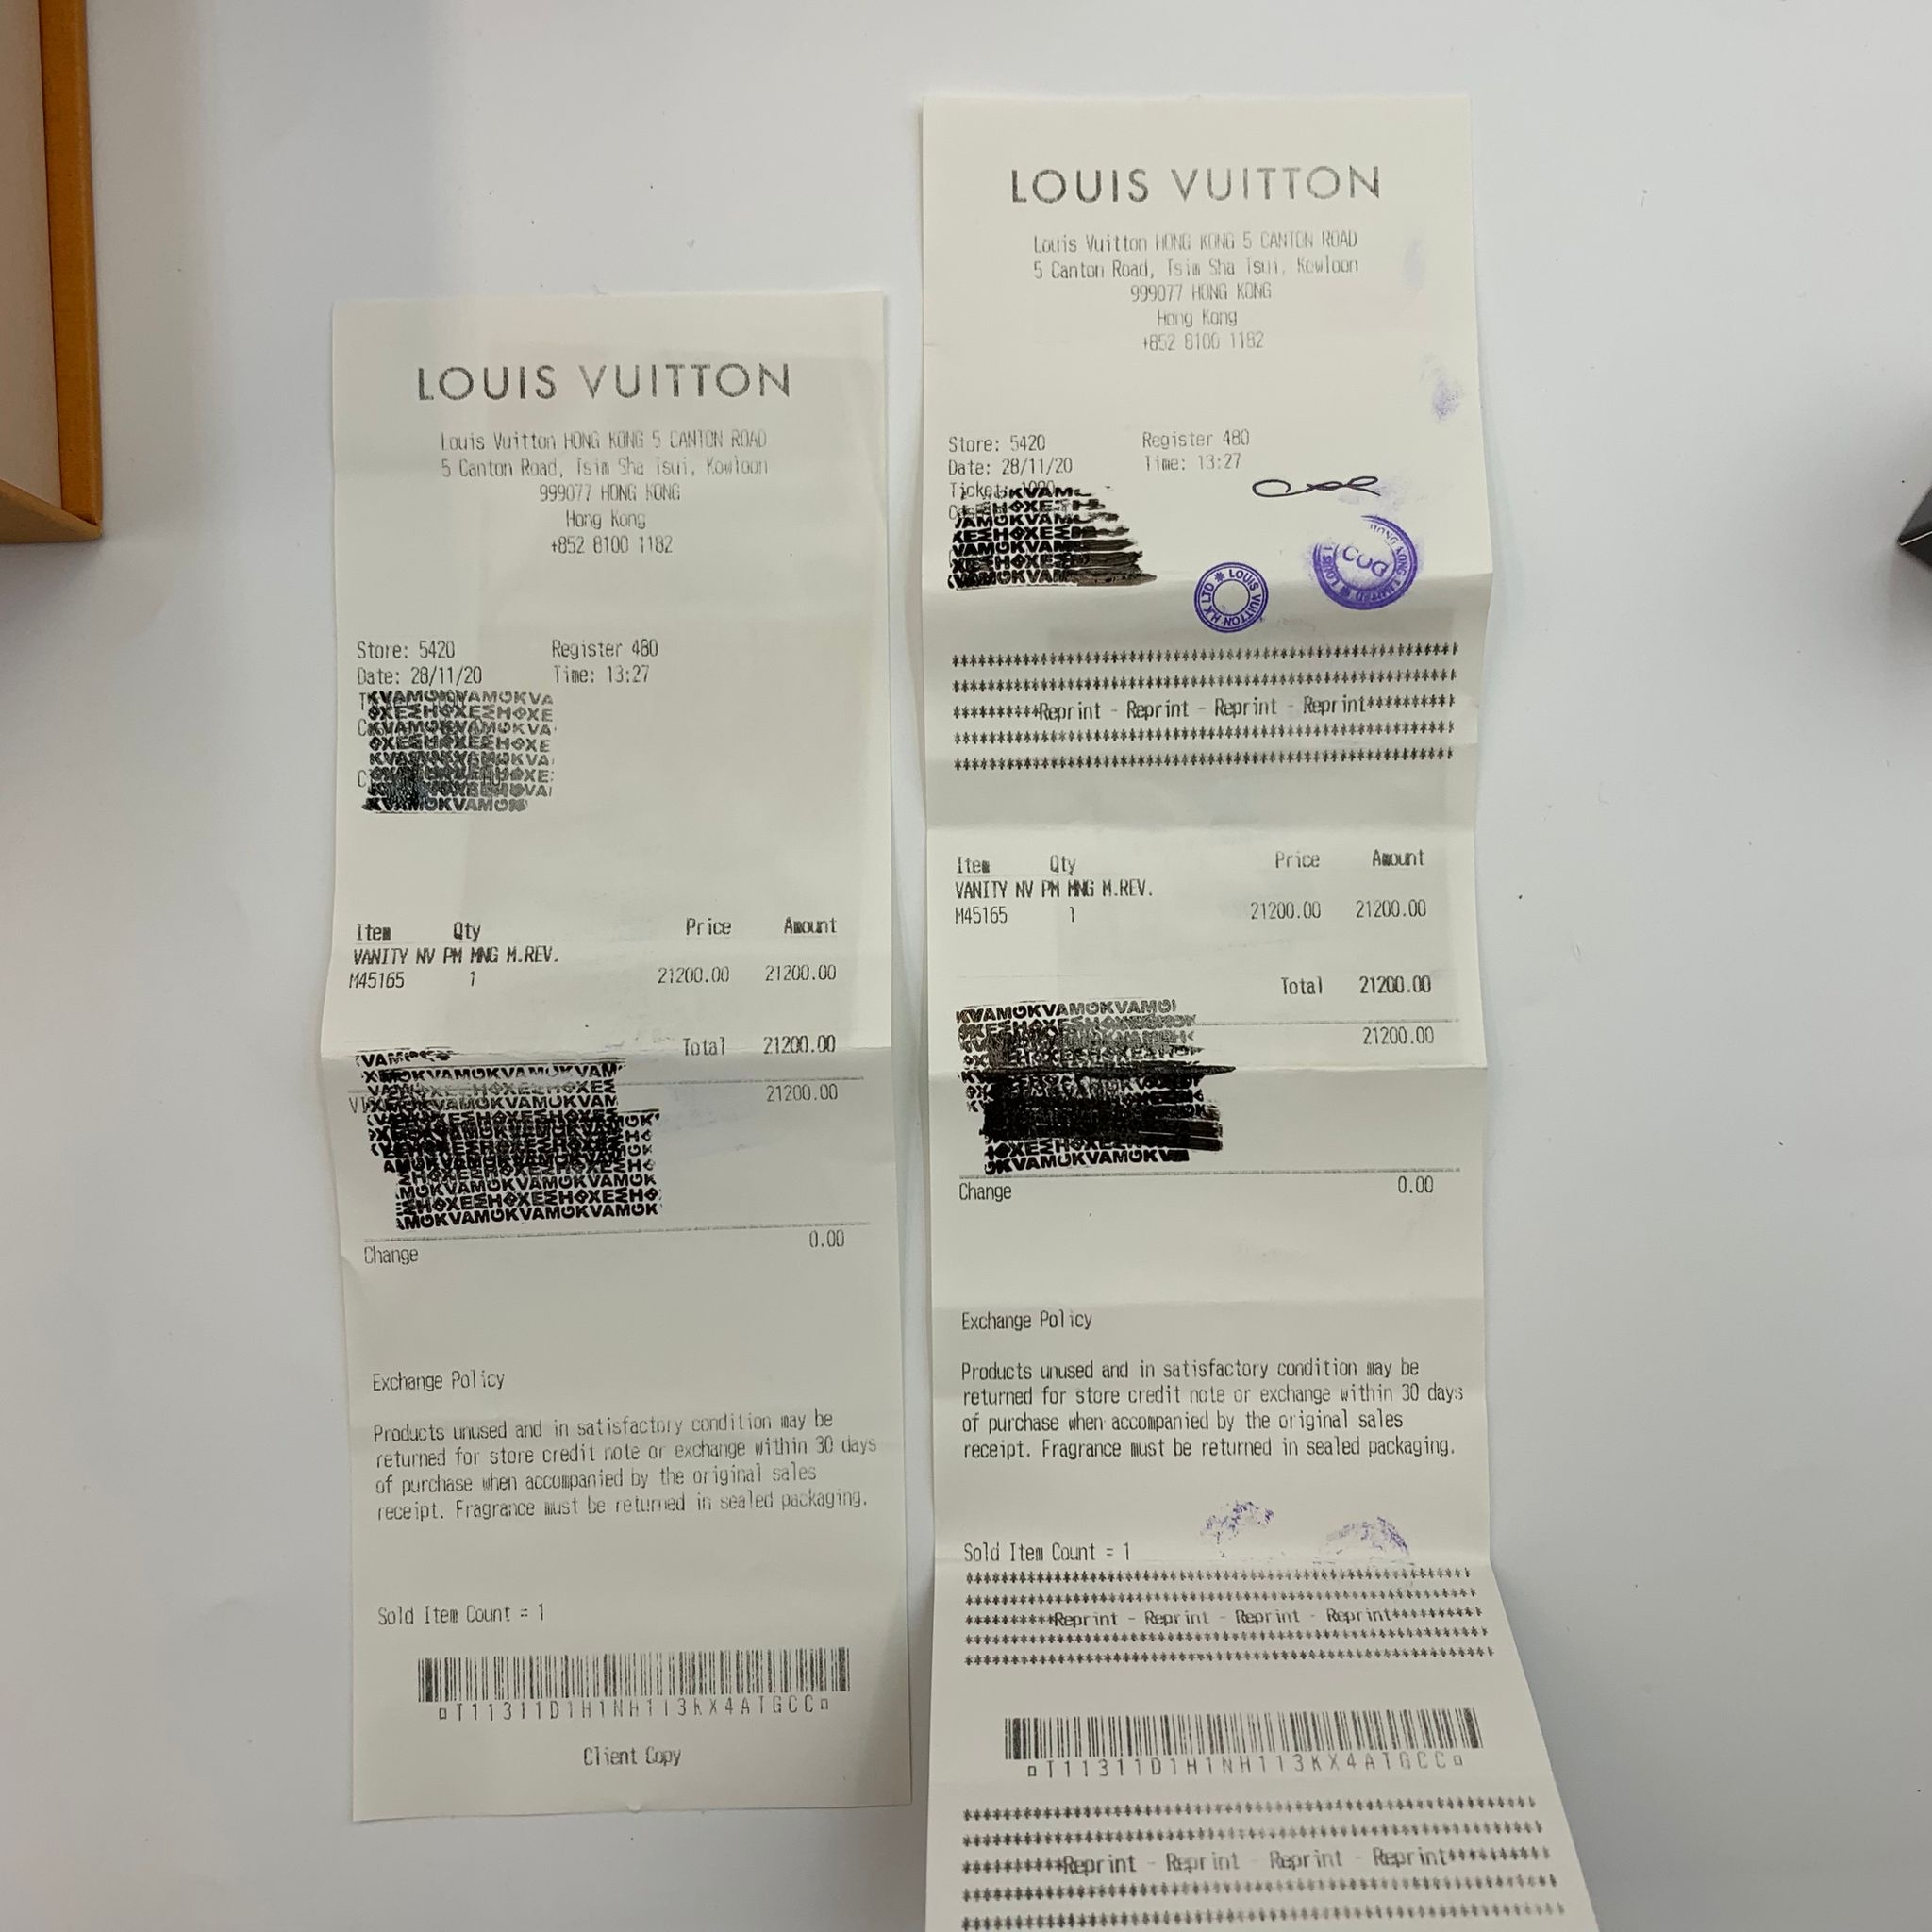 LOUIS VUITTON
Louis Vuitton HONG KONG 5 CANTON ROAD
5 Canton Road, Tsim Sha Tsui, Kowloon
999077 HONG KONG
Hong Kong
+852 8100 1182
Store: 5420 Register 480
Date: 28/11/20 Time: 13:27
Item Qty Price Amount
VANITY NV PM MNG M.REV.
M45165 1 21200.00 21200.00
Total 21200.00
21200.00
Change 0.00
Exchange Policy
Products unused and in satisfactory condition may be
returned for store credit note or exchange within 30 days
of purchase when accompanied by the original sales
receipt. Fragrance must be returned in sealed packaging.
Sold Item Count = 1
T11311D1H1NH113KX4ATGCC
Client Copy
LOUIS VUITTON
Louis Vuitton HONG KONG 5 CANTON ROAD
5 Canton Road, Tsim Sha Tsui, Kowloon
999077 HONG KONG
Hong Kong
+852 8100 1182
Store: 5420 Register 480
Date: 28/11/20 Time: 13:27
LOUIS VUITTON H.K LTD
**********Reprint - Reprint - Reprint - Reprint**********
Item Qty Price Amount
VANITY NV PM MNG M.REV.
M45165 1 21200.00 21200.00
Total 21200.00
21200.00
Change 0.00
Exchange Policy
Products unused and in satisfactory condition may be
returned for store credit note or exchange within 30 days
of purchase when accompanied by the original sales
receipt. Fragrance must be returned in sealed packaging.
Sold Item Count = 1
**********Reprint - Reprint - Reprint - Reprint**********
T11311D1H1NH113KX4ATGCC
**********Reprint - Reprint - Reprint - Reprint**********